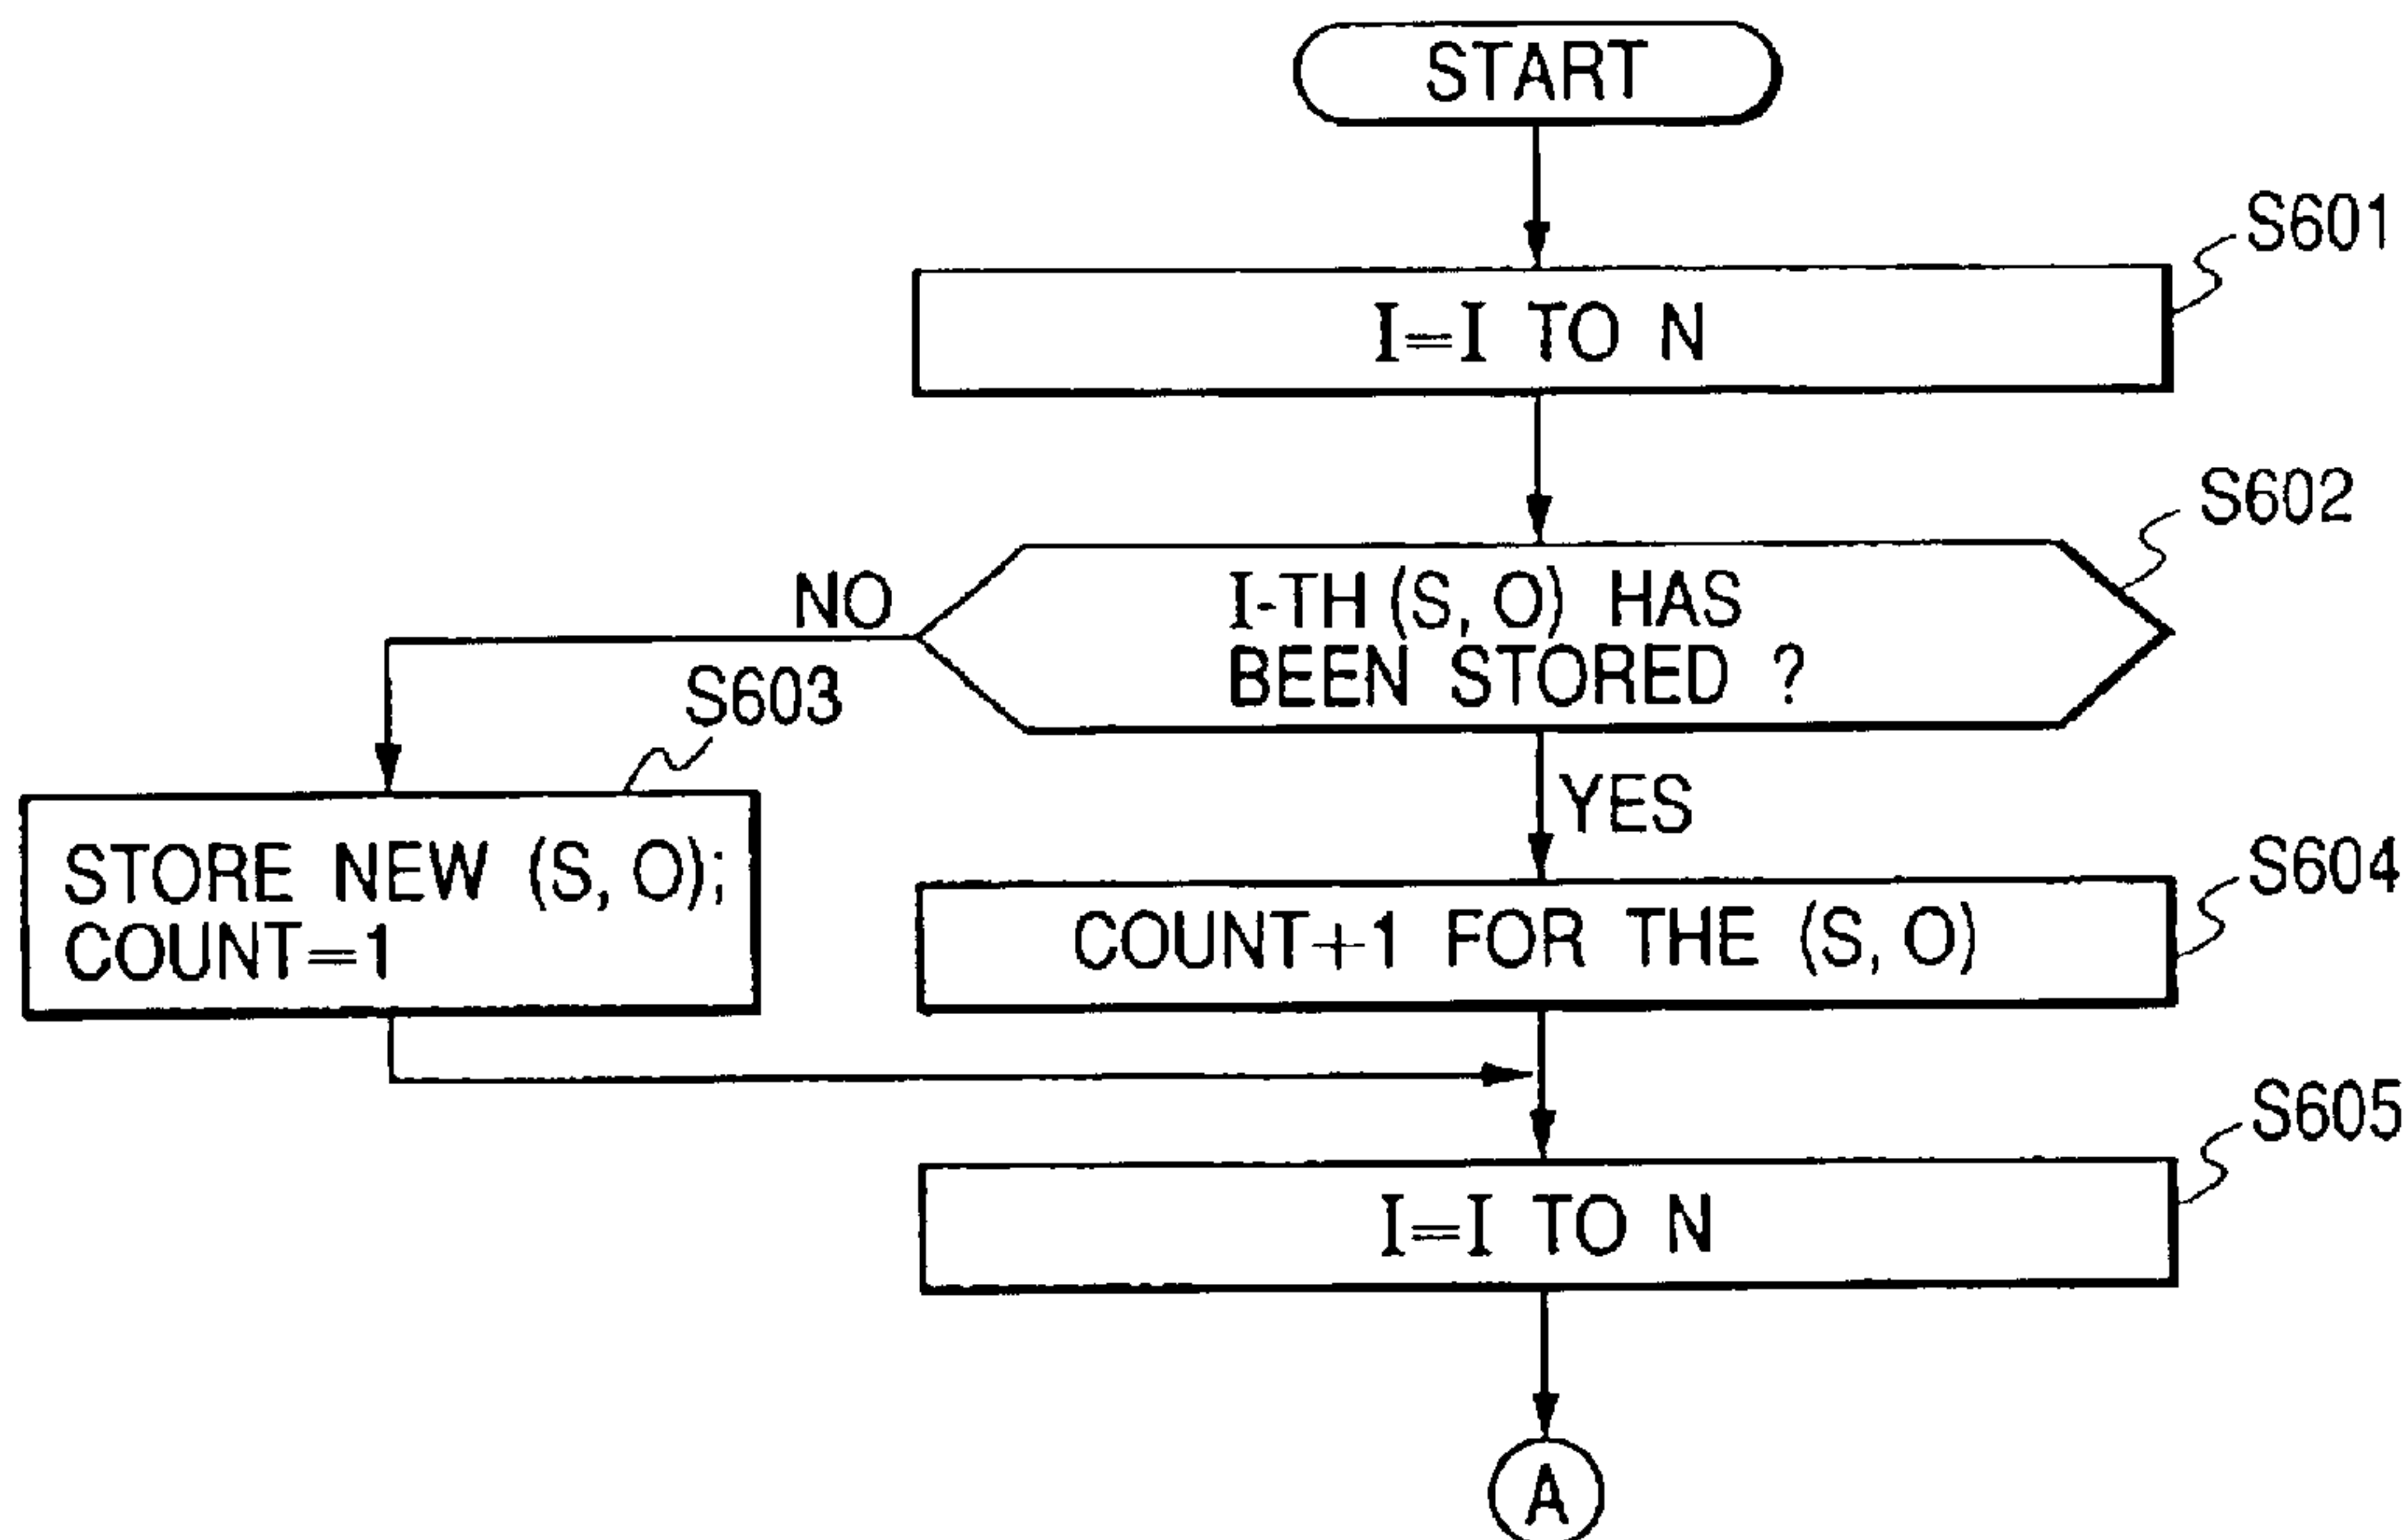 START
S601
I=I TO N
S602
NO
I-TH (S, O) HAS
BEEN STORED ?
S603
YES
STORE NEW (S, O);
COUNT=1
S604
COUNT+1 FOR THE (S, O)
S605
I=I TO N
A